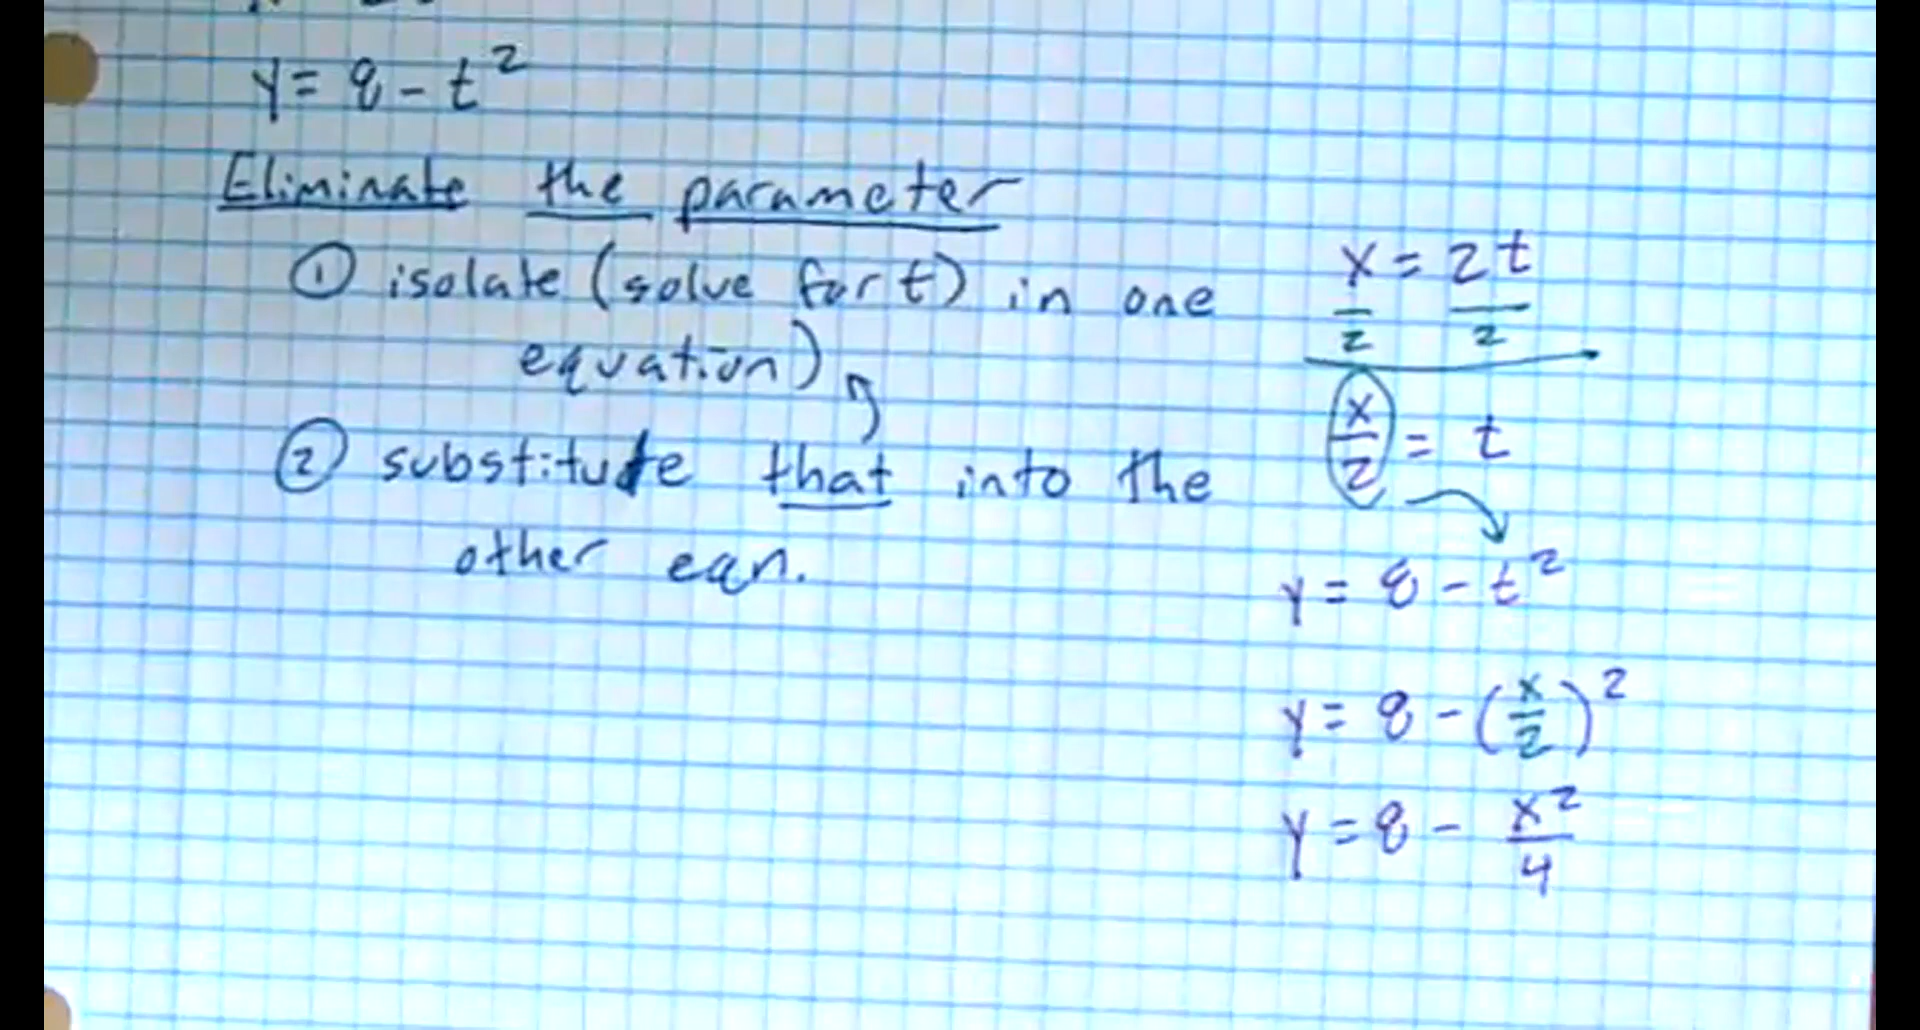 y = 8 - t²
Eliminate the parameter
① isolate (solve for t) in one
equation)
② substitute that into the
other eqn.
x = 2t
2 2
x/2 = t
y = 8 - t²
y = 8 - (x/2)²
y = 8 - x²/4